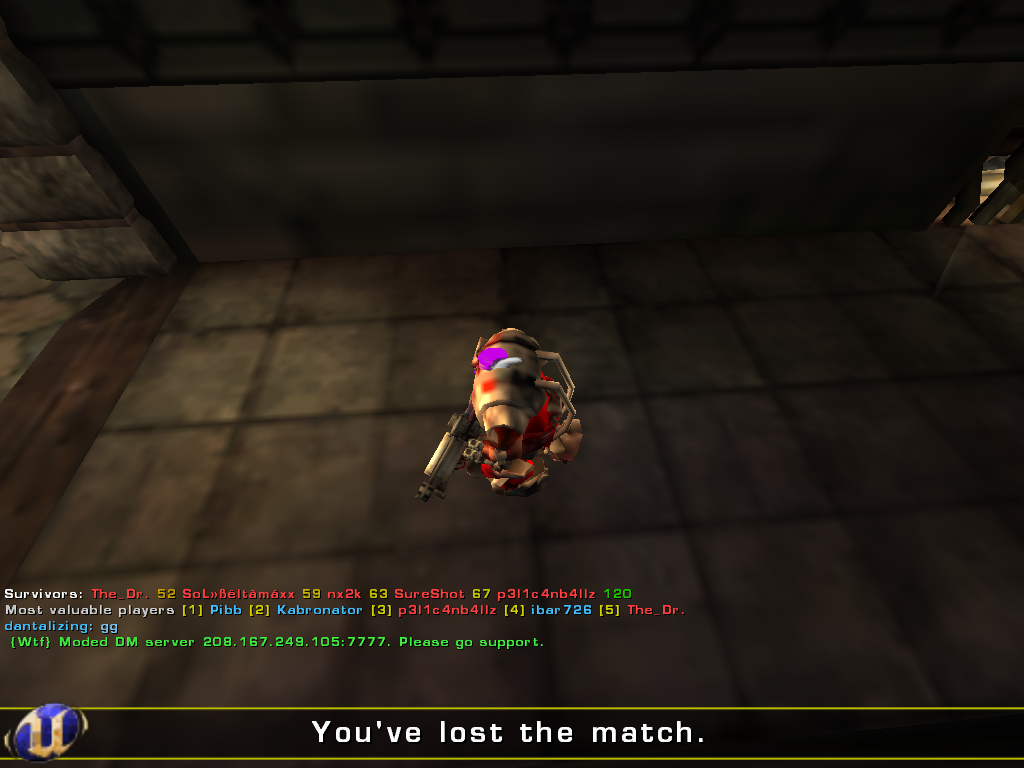 Survivors: The_Dr. 52 SoL»ßëltàmáxx 59 nx2k 63 SureShot 67 p3l1c4nb4llz 120
Most valuable players [1] Pibb [2] Kabronator [3] p3l1c4nb4llz [4] ibar726 [5] The_Dr.
dantalizing: gg
{Wtf} Moded DM server 208.167.249.105:7777. Please go support.
You've lost the match.